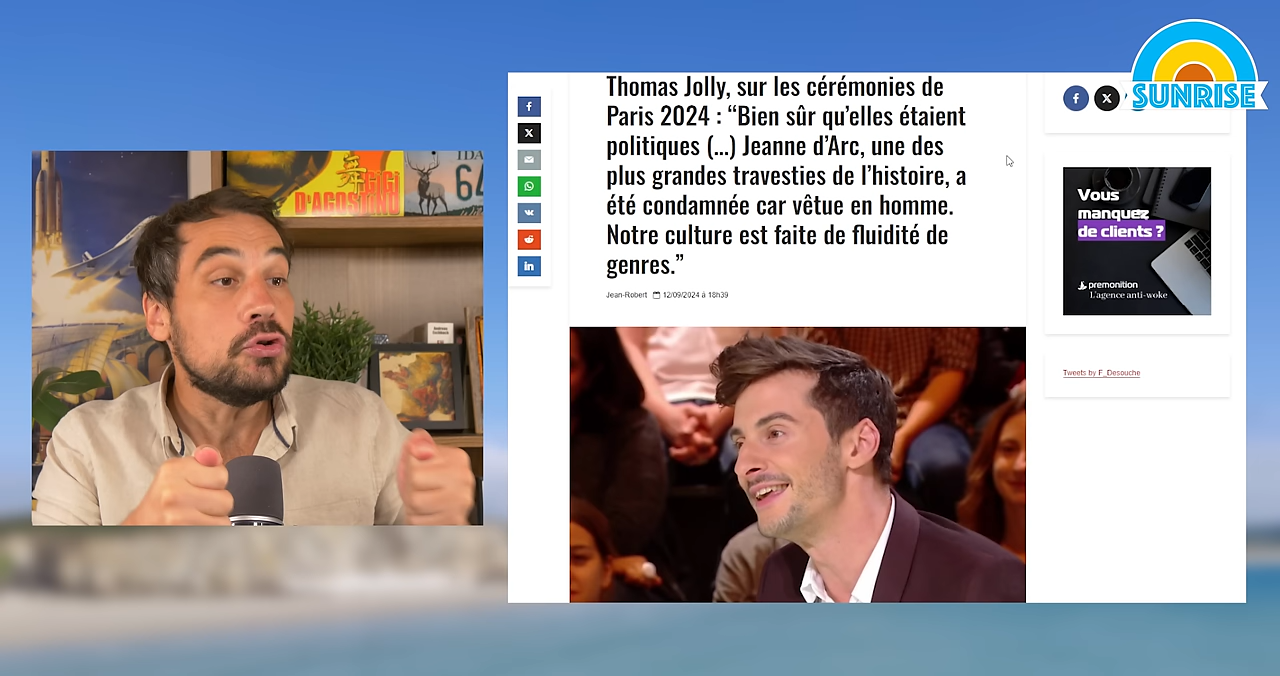 SUNRISE
Thomas Jolly, sur les cérémonies de
Paris 2024 : “Bien sûr qu’elles étaient
politiques (...) Jeanne d’Arc, une des
plus grandes travesties de l’histoire, a
été condamnée car vêtue en homme.
Notre culture est faite de fluidité de
genres.”
Jean-Robert 12/09/2024 à 18h39
Vous
manquez
de clients ?
premonition
L'agence anti-woke
Tweets by F_Desouche
GiGi
D'AGOSTINO
IDA
64